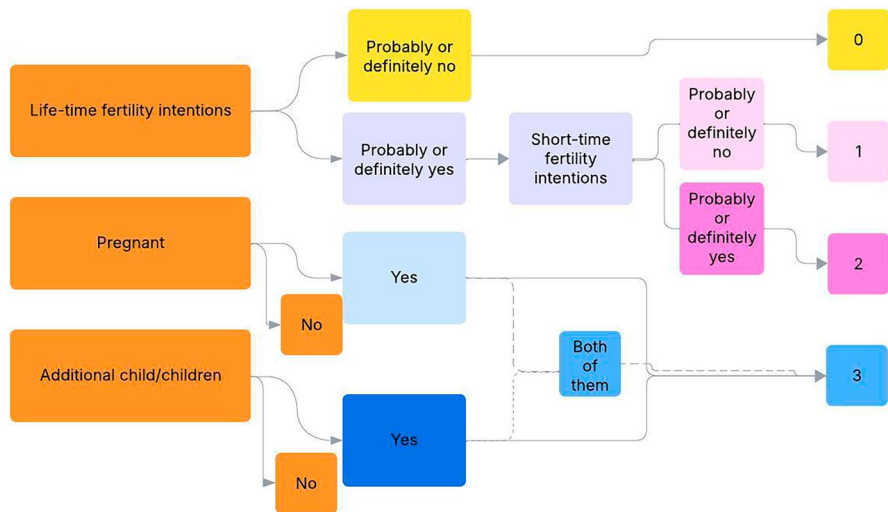 Probably or
definitely no
0
Life-time fertility intentions
Probably or
definitely yes
Short-time
fertility
intentions
Probably
or
definitely
no
1
Probably
or
definitely
yes
2
Pregnant
Yes
No
Both
of
them
3
Additional child/children
Yes
No